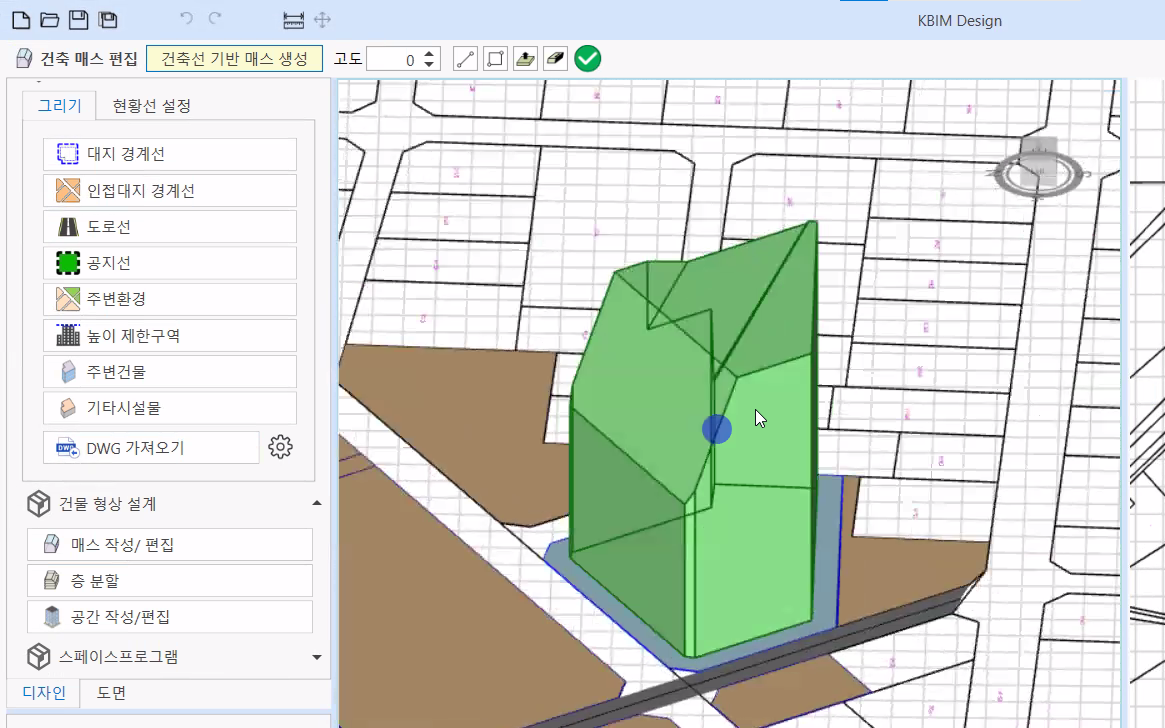 KBIM Design
건축 매스 편집
건축선 기반 매스 생성
고도
0
그리기
현황선 설정
대지 경계선
인접대지 경계선
도로선
공지선
주변환경
높이 제한구역
주변건물
기타시설물
DWG 가져오기
건물 형상 설계
매스 작성/ 편집
층 분할
공간 작성/편집
스페이스프로그램
디자인
도면